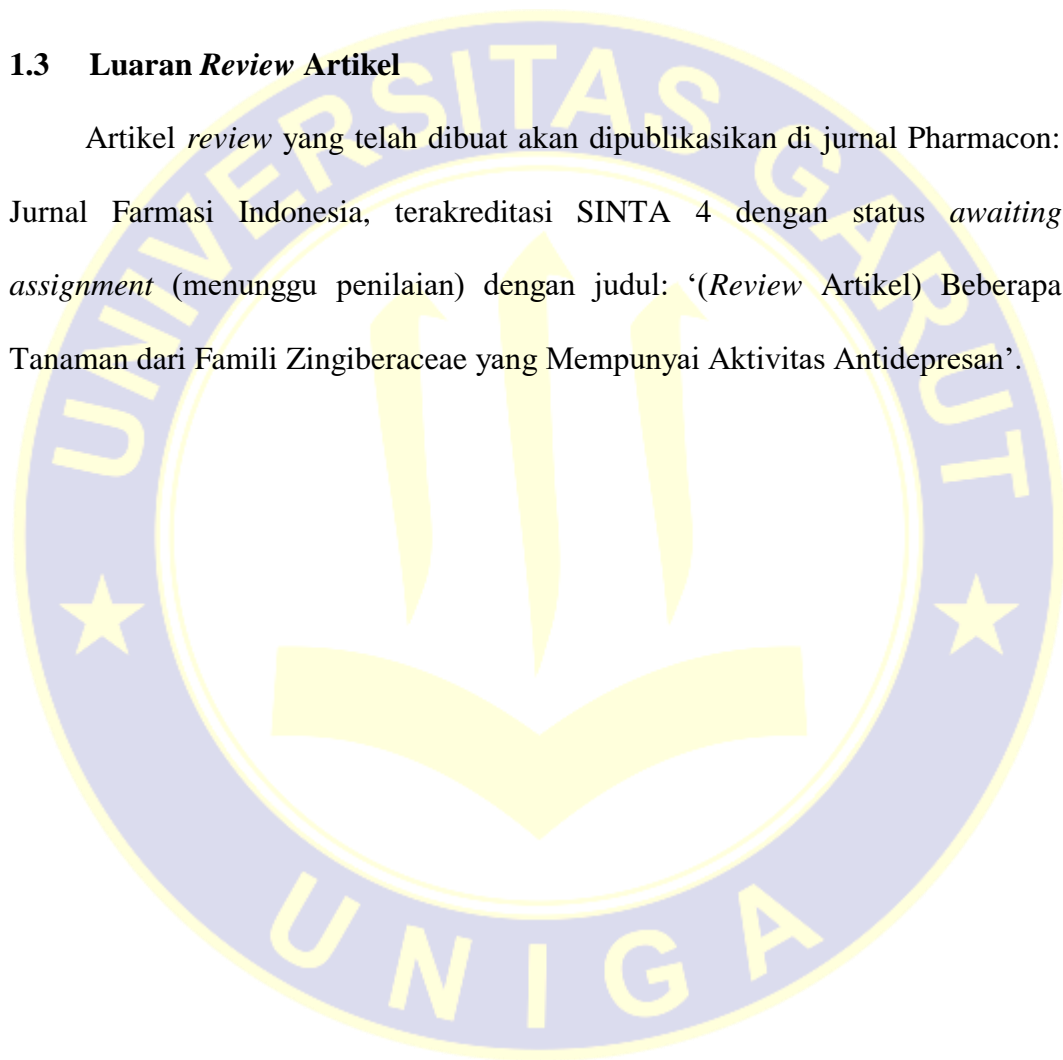 1.3 Luaran Review Artikel
Artikel review yang telah dibuat akan dipublikasikan di jurnal Pharmacon:
Jurnal Farmasi Indonesia, terakreditasi SINTA 4 dengan status awaiting
assignment (menunggu penilaian) dengan judul: ‘(Review Artikel) Beberapa
Tanaman dari Famili Zingiberaceae yang Mempunyai Aktivitas Antidepresan’.
UNIVERSITAS GARUT
UNIGA